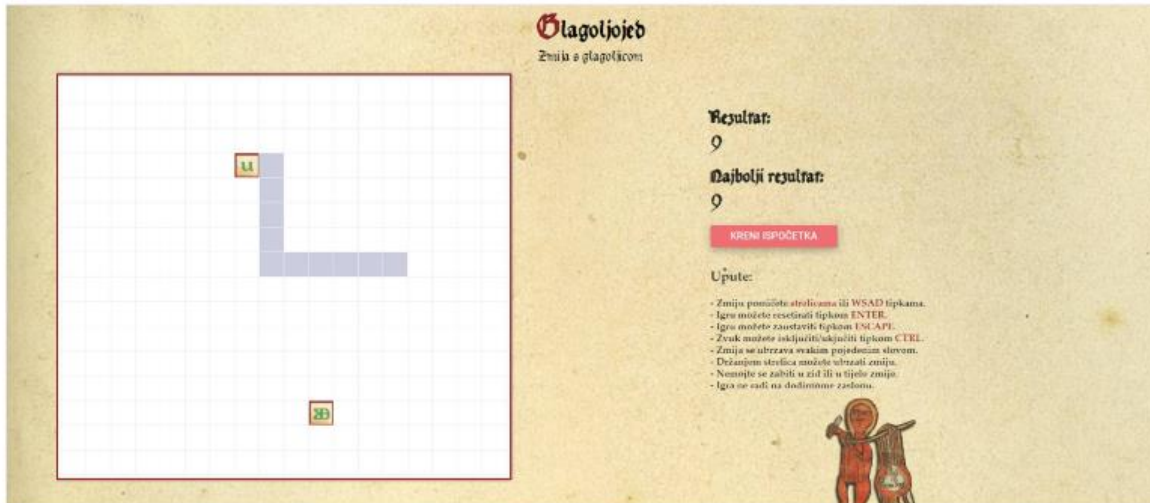 Glagoljojed
Zmija s glagoljicom
u
Rezultat:
9
Najbolji rezultat:
9
KRENI ISPOČETKA
Upute:
- Zmiju pomičete strelicama ili WSAD tipkama.
- Igru možete resetirati tipkom ENTER.
- Igru možete zaustaviti tipkom ESCAPE.
- Zvuk možete isključiti/uključiti tipkom CTRL.
- Zmija se ubrzava svakim pojedenim slovom.
- Držanjem strelica možete ubrzati zmiju.
- Nemojte se zabiti u zid ili u tijelo zmije.
- Igra ne radi na dodirnome zaslonu.